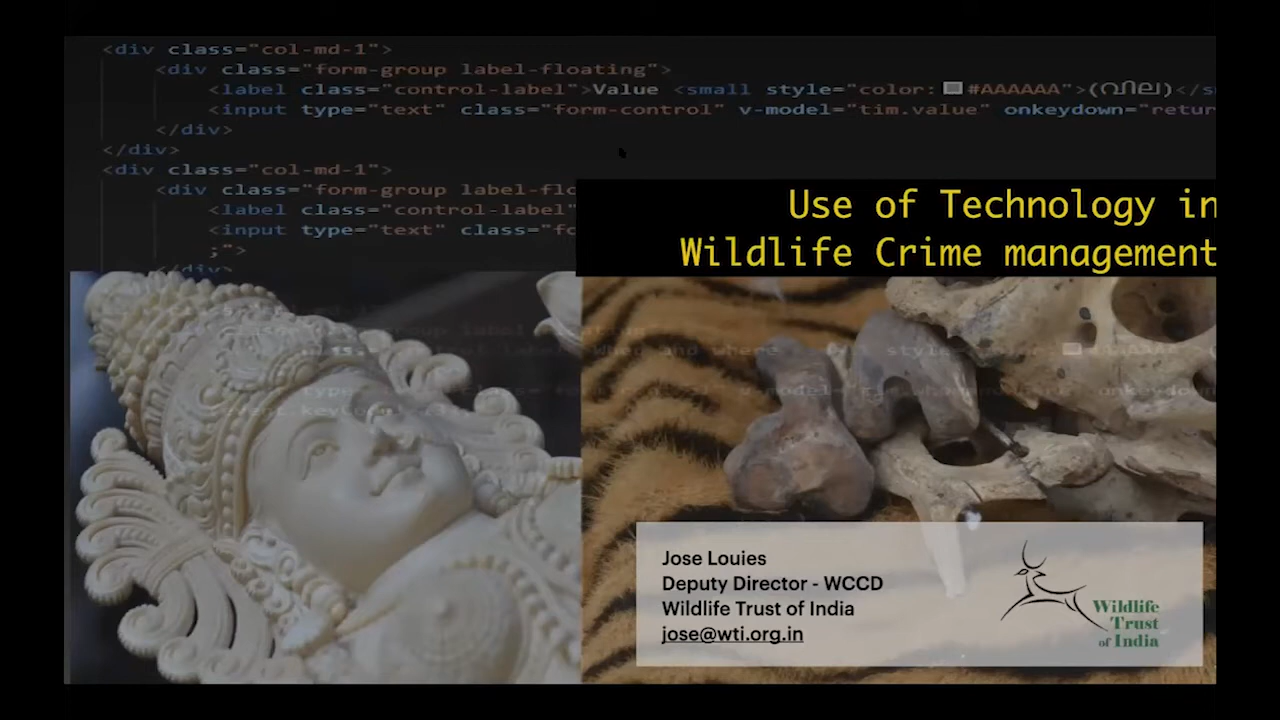 <div class="col-md-1">
<div class="form-group label-floating">
<label class="control-label">Value <small style="color:#AAAAAA">(വില)</s
<input type="text" class="form-control" v-model="tim.value" onkeydown="retur
</div>
</div>
<div class="col-md-1">
<div class="form-group label-flo
<label class="control-label"
<input type="text" class="fo
;">
</div>
Use of Technology in
Wildlife Crime management
Jose Louies
Deputy Director - WCCD
Wildlife Trust of India
jose@wti.org.in
Wildlife
Trust
of India